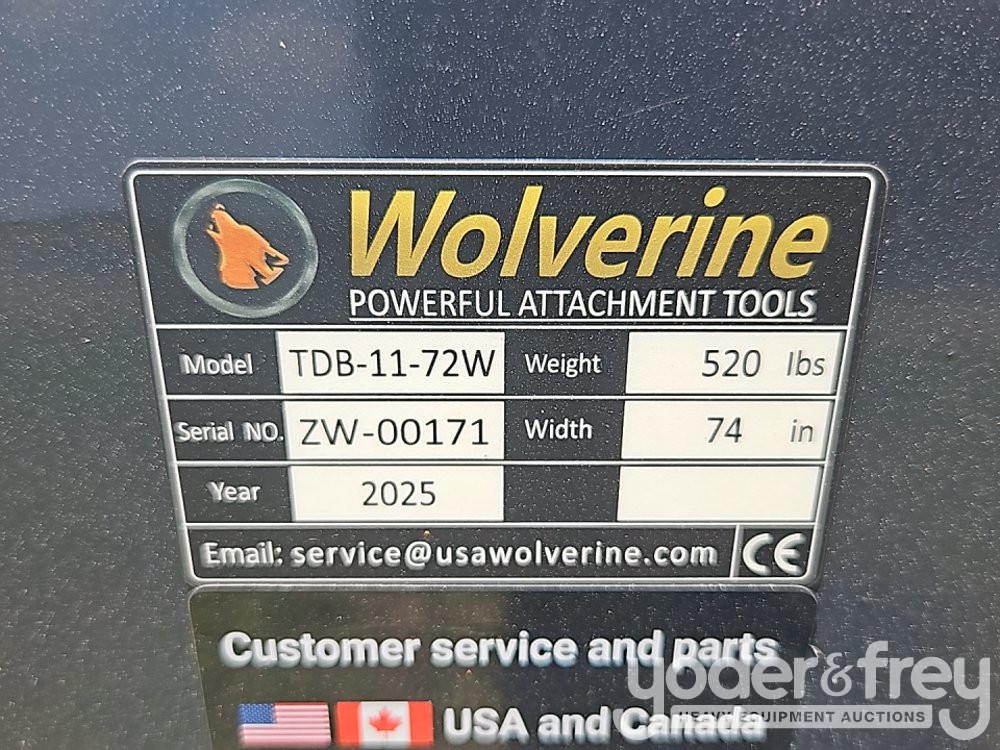 Wolverine
POWERFUL ATTACHMENT TOOLS
Model TDB-11-72W Weight 520 lbs
Serial NO. ZW-00171 Width 74 in
Year 2025
Email: service@usawolverine.com CE
Customer service and parts
USA and Canada
yoder&frey
HEAVY EQUIPMENT AUCTIONS